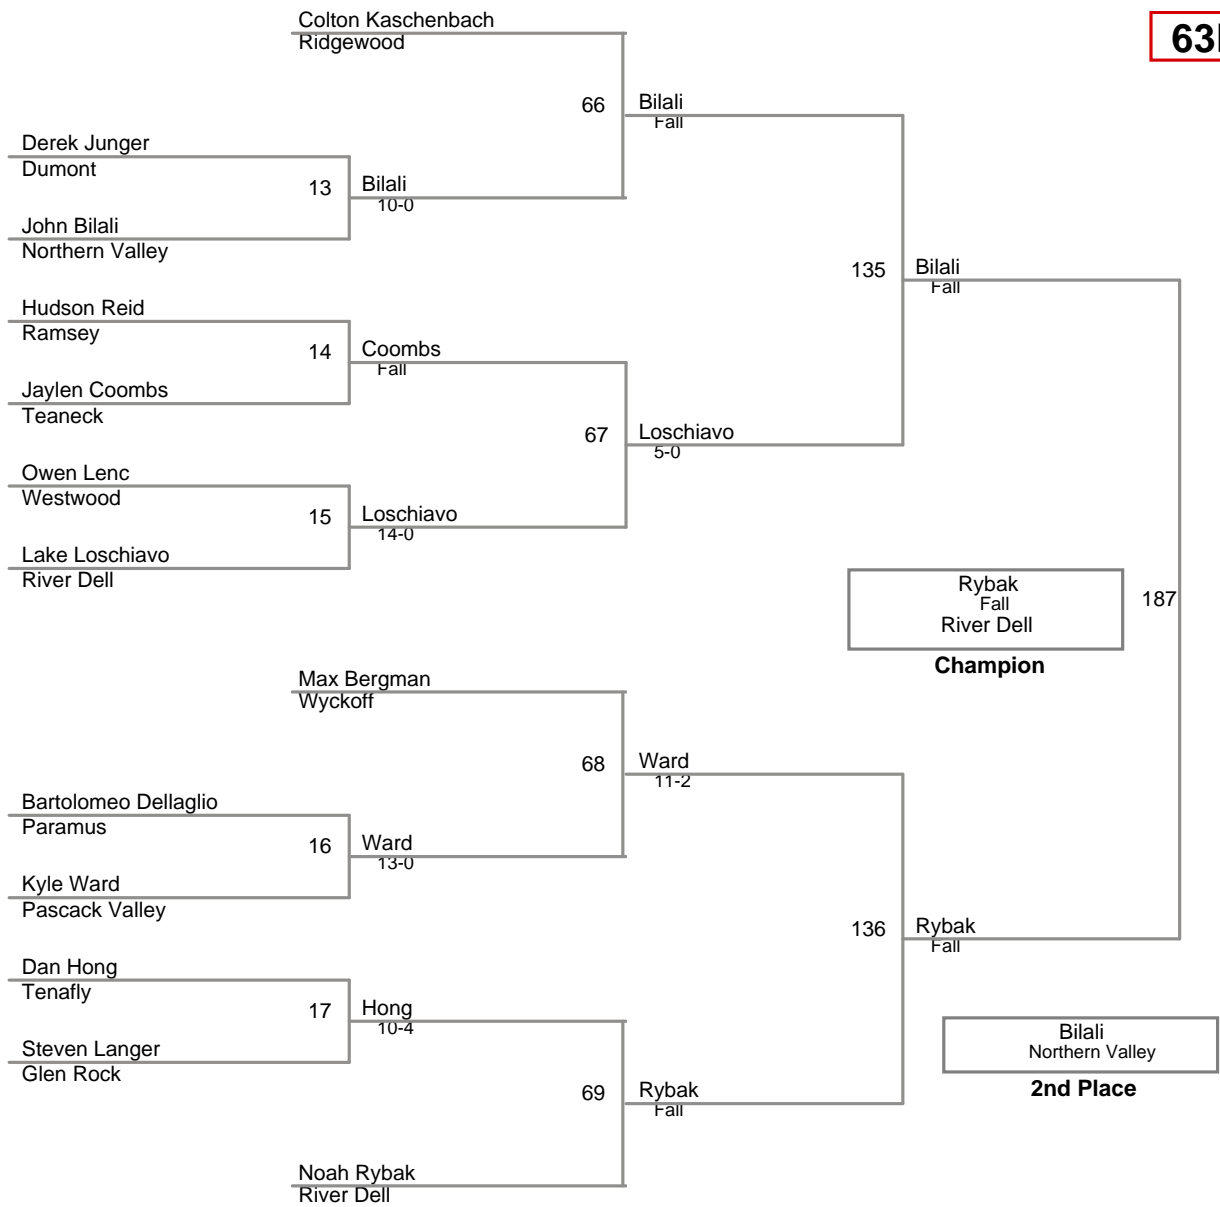 Colton Kaschenbach
Ridgewood
63
66
Bilali
Fall
Derek Junger
Dumont
13
Bilali
10-0
John Bilali
Northern Valley
135
Bilali
Fall
Hudson Reid
Ramsey
14
Coombs
Fall
Jaylen Coombs
Teaneck
67
Loschiavo
5-0
Owen Lenc
Westwood
15
Loschiavo
14-0
Lake Loschiavo
River Dell
Rybak
Fall
River Dell
Champion
187
Max Bergman
Wyckoff
68
Ward
11-2
Bartolomeo Dellaglio
Paramus
16
Ward
13-0
Kyle Ward
Pascack Valley
136
Rybak
Fall
Dan Hong
Tenafly
17
Hong
10-4
Steven Langer
Glen Rock
Bilali
Northern Valley
2nd Place
69
Rybak
Fall
Noah Rybak
River Dell